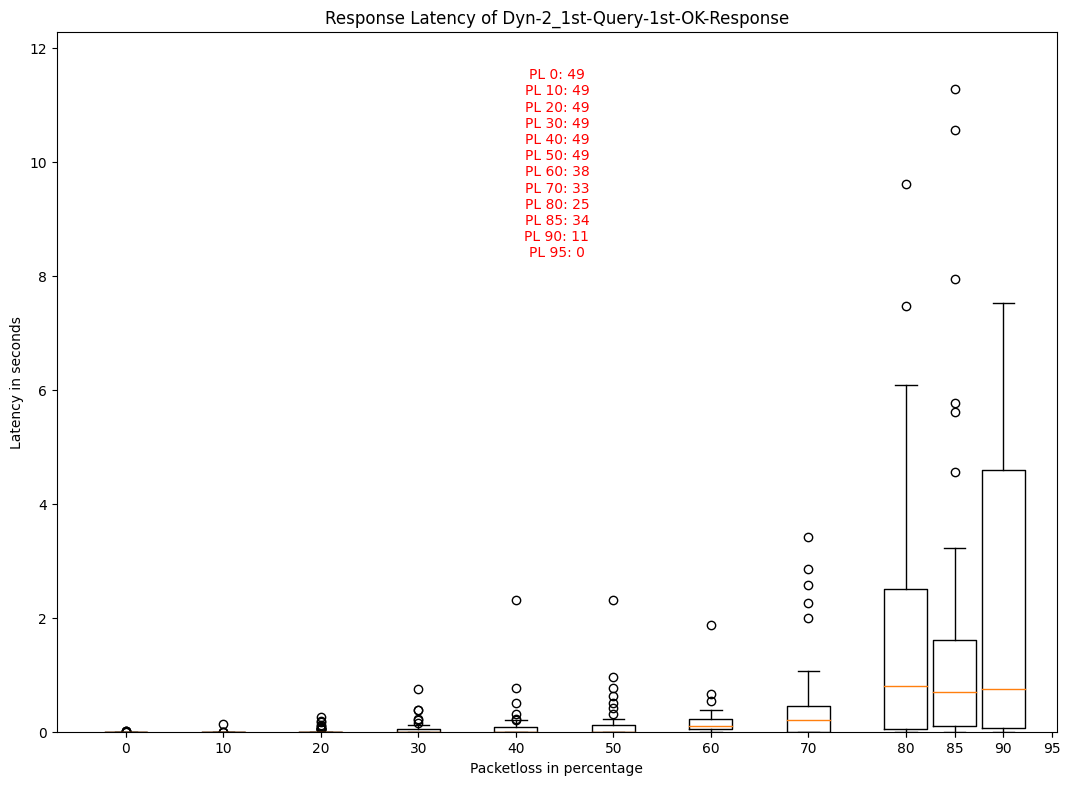 Response Latency of Dyn-2_1st-Query-1st-OK-Response
12
10
8
6
4
2
0
Latency in seconds
PL 0: 49
PL 10: 49
PL 20: 49
PL 30: 49
PL 40: 49
PL 50: 49
PL 60: 38
PL 70: 33
PL 80: 25
PL 85: 34
PL 90: 11
PL 95: 0
0 10 20 30 40 50 60 70 80 85 90 95
Packetloss in percentage